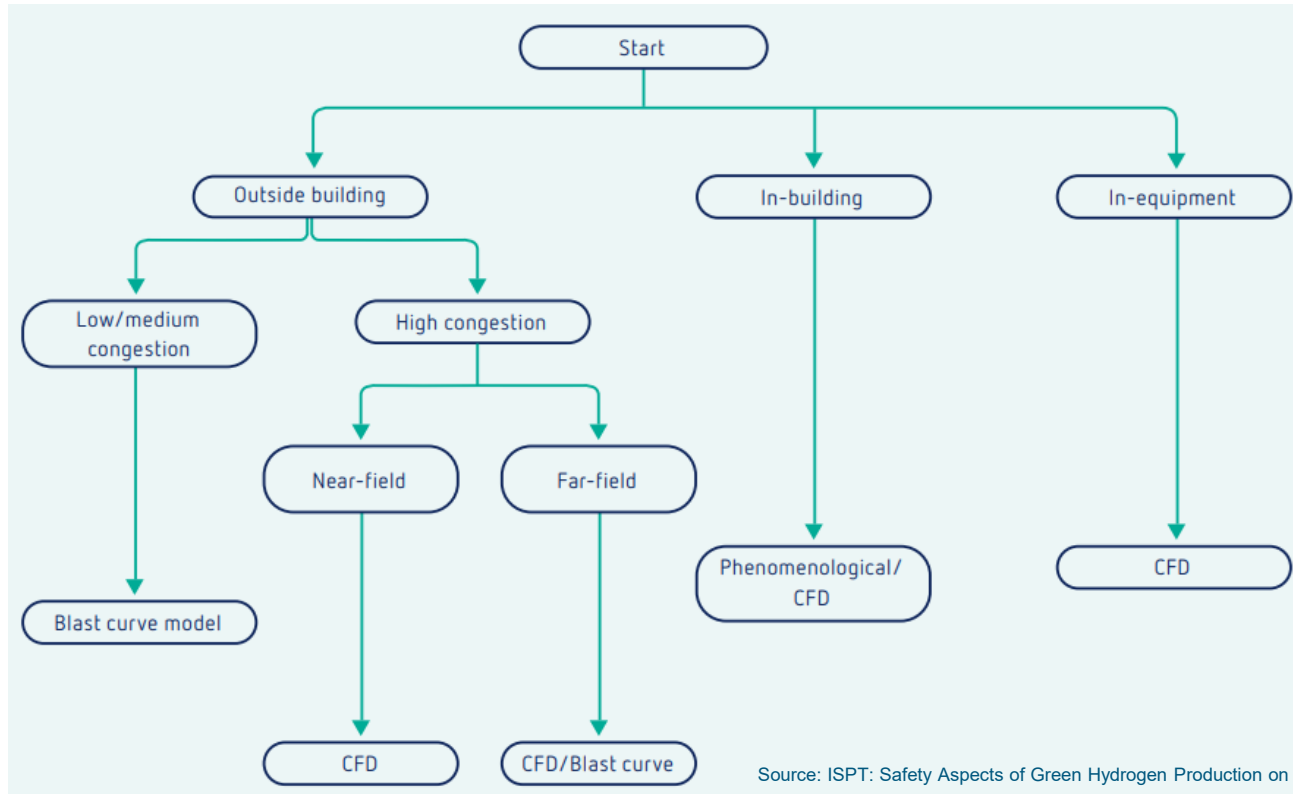 Start
Outside building
In-building
In-equipment
Low/medium
congestion
High congestion
Near-field
Far-field
Phenomenological/
CFD
CFD
Blast curve model
CFD
CFD/Blast curve
Source: ISPT: Safety Aspects of Green Hydrogen Production on